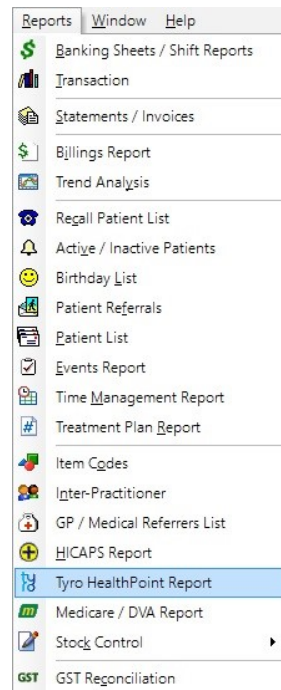 Reports Window Help
$ Banking Sheets / Shift Reports
Transaction
Statements / Invoices
$ Billings Report
Trend Analysis
Recall Patient List
Active / Inactive Patients
Birthday List
Patient Referrals
Patient List
Events Report
Time Management Report
# Treatment Plan Report
Item Codes
Inter-Practitioner
GP / Medical Referrers List
HICAPS Report
tyro Tyro HealthPoint Report
m Medicare / DVA Report
Stock Control
GST GST Reconciliation